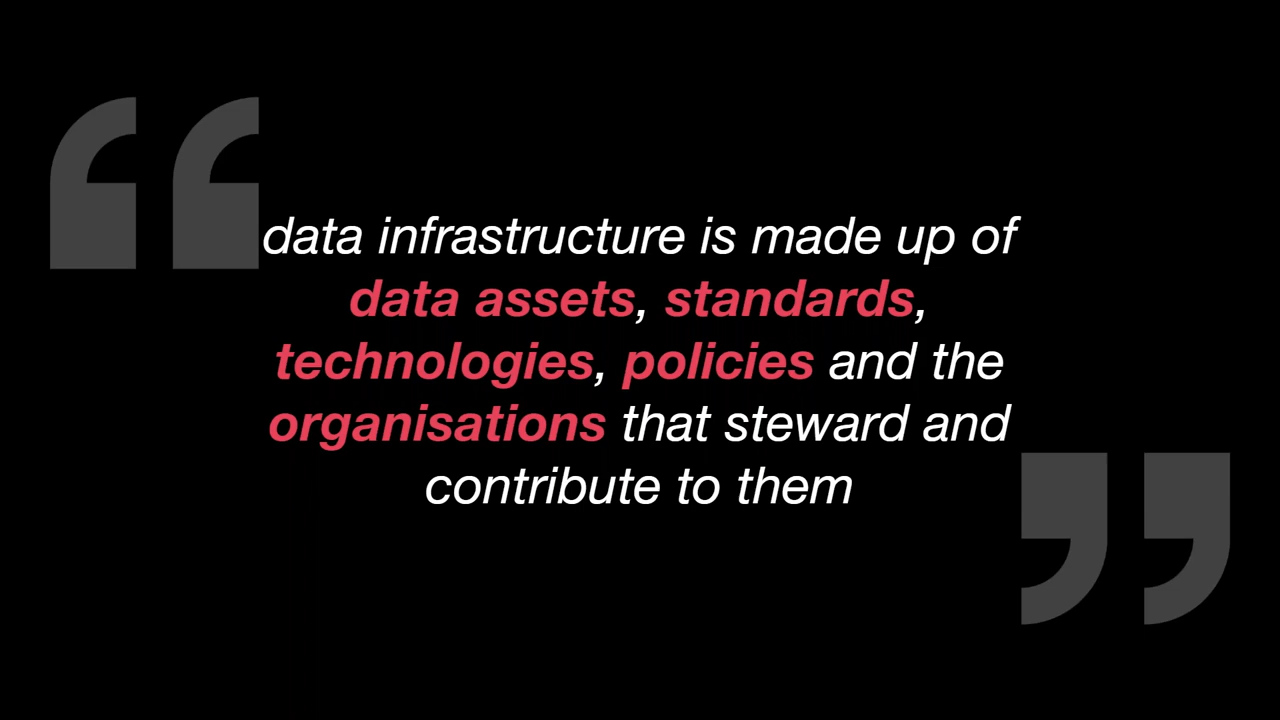 data infrastructure is made up of
data assets, standards,
technologies, policies and the
organisations that steward and
contribute to them